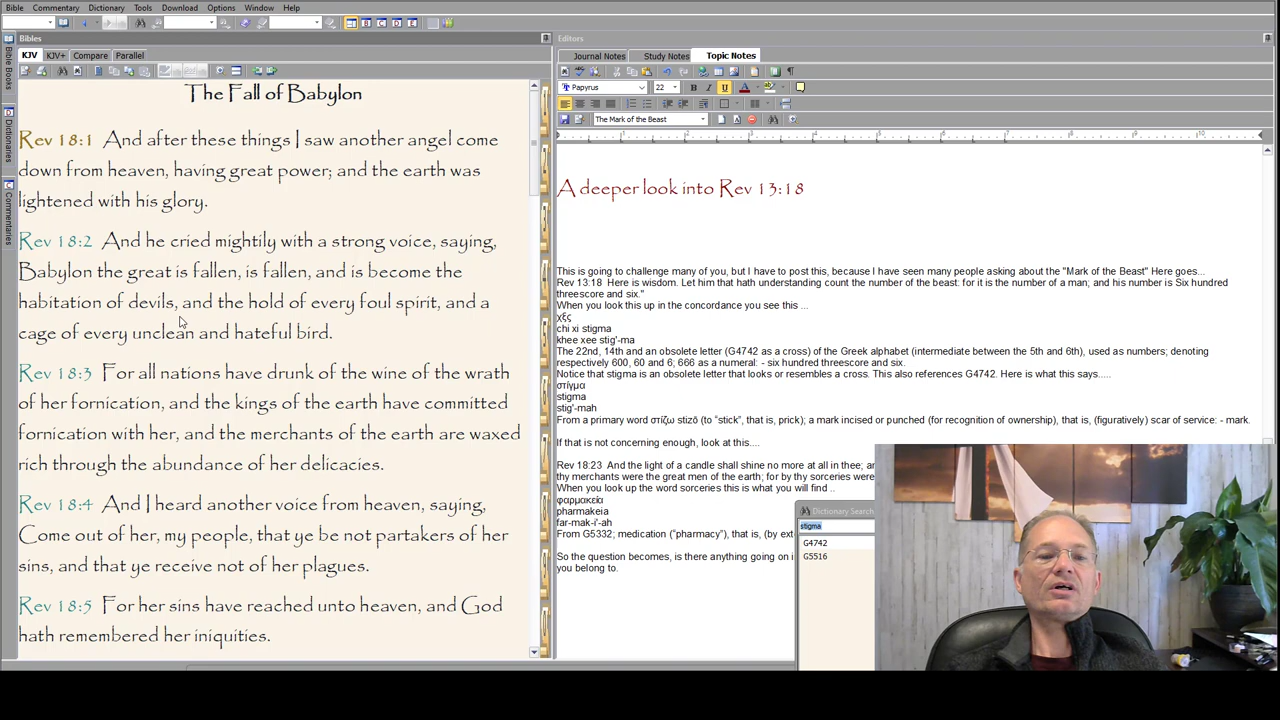 Bible Commentary Dictionary Tools Download Options Window Help
B C D E
Bibles
KJV KJV+ Compare Parallel
Bible Books
Dictionaries
Commentaries
The Fall of Babylon
Rev 18:1 And after these things I saw another angel come
down from heaven, having great power; and the earth was
lightened with his glory.
Rev 18:2 And he cried mightily with a strong voice, saying,
Babylon the great is fallen, is fallen, and is become the
habitation of devils, and the hold of every foul spirit, and a
cage of every unclean and hateful bird.
Rev 18:3 For all nations have drunk of the wine of the wrath
of her fornication, and the kings of the earth have committed
fornication with her, and the merchants of the earth are waxed
rich through the abundance of her delicacies.
Rev 18:4 And I heard another voice from heaven, saying,
Come out of her, my people, that ye be not partakers of her
sins, and that ye receive not of her plagues.
Rev 18:5 For her sins have reached unto heaven, and God
hath remembered her iniquities.
Editors
Journal Notes Study Notes Topic Notes
Papyrus 22 B I U A
The Mark of the Beast
1 2 3 4 5 6 7 8 9 10
A deeper look into Rev 13:18
This is going to challenge many of you, but I have to post this, because I have seen many people asking about the "Mark of the Beast" Here goes...
Rev 13:18 Here is wisdom. Let him that hath understanding count the number of the beast: for it is the number of a man; and his number is Six hundred
threescore and six."
When you look this up in the concordance you see this ...
χξς
chi xi stigma
khee xee stig'-ma
The 22nd, 14th and an obsolete letter (G4742 as a cross) of the Greek alphabet (intermediate between the 5th and 6th), used as numbers; denoting
respectively 600, 60 and 6; 666 as a numeral: - six hundred threescore and six.
Notice that stigma is an obsolete letter that looks or resembles a cross. This also references G4742. Here is what this says.....
στίγμα
stigma
stig'-mah
From a primary word στίζω stizō (to “stick”, that is, prick); a mark incised or punched (for recognition of ownership), that is, (figuratively) scar of service: - mark.
If that is not concerning enough, look at this....
Rev 18:23 And the light of a candle shall shine no more at all in thee; an
thy merchants were the great men of the earth; for by thy sorceries were
When you look up the word sorceries this is what you will find ..
φαρμακεία
pharmakeia
far-mak-i'-ah
From G5332; medication (“pharmacy”), that is, (by ext
So the question becomes, is there anything going on i
you belong to.
Dictionary Search
stigma
G4742
G5516